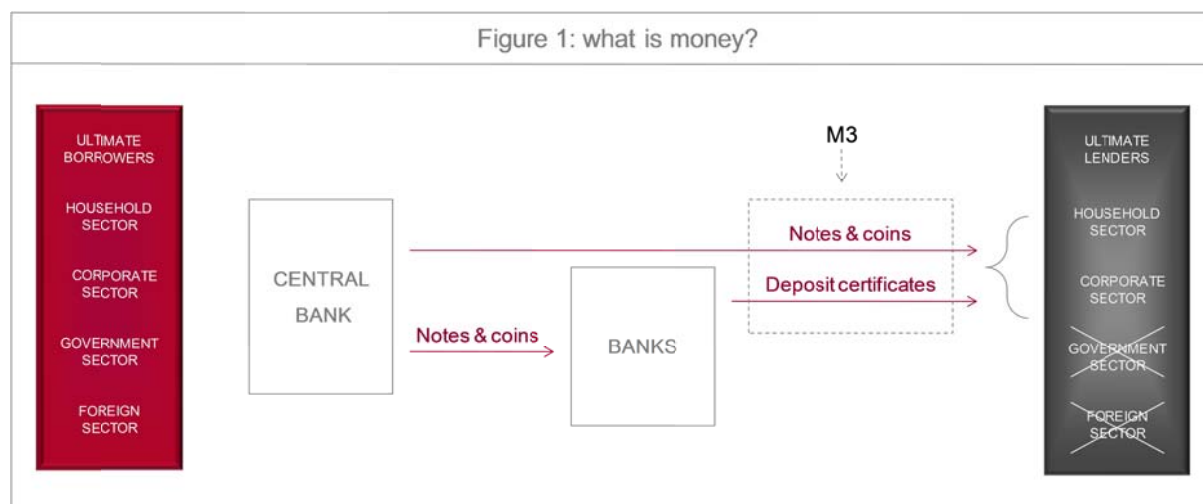 Figure 1: what is money?
ULTIMATE
BORROWERS
HOUSEHOLD
SECTOR
CORPORATE
SECTOR
GOVERNMENT
SECTOR
FOREIGN
SECTOR
CENTRAL
BANK
Notes & coins
BANKS
M3
Notes & coins
Deposit certificates
ULTIMATE
LENDERS
HOUSEHOLD
SECTOR
CORPORATE
SECTOR
GOVERNMENT
SECTOR
FOREIGN
SECTOR